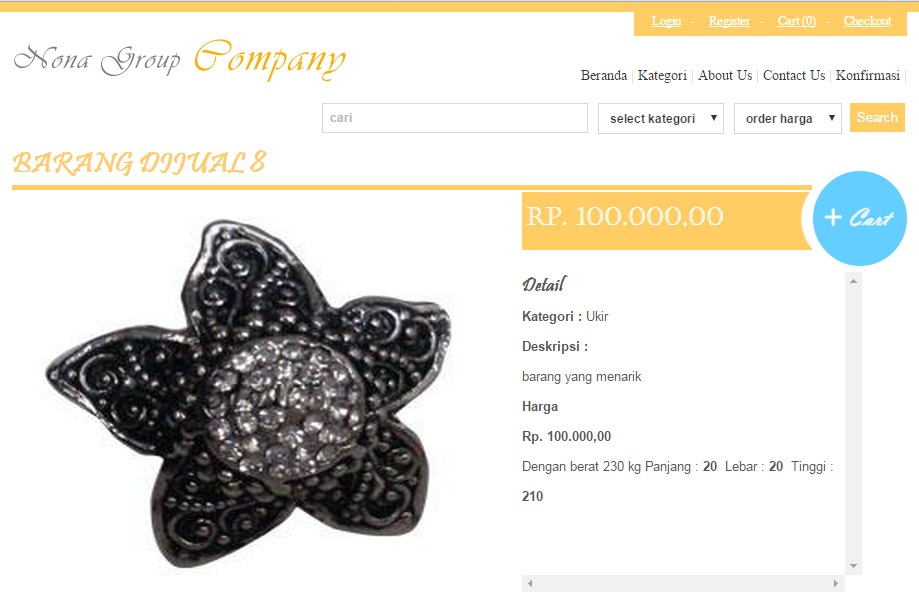 Login - Register - Cart (0) - Checkout
Nona Group Company
Beranda | Kategori | About Us | Contact Us | Konfirmasi |
cari select kategori order harga Search
BARANG DIJUAL 8
RP. 100.000,00
+ Cart
Detail
Kategori : Ukir
Deskripsi :
barang yang menarik
Harga
Rp. 100.000,00
Dengan berat 230 kg Panjang : 20 Lebar : 20 Tinggi :
210